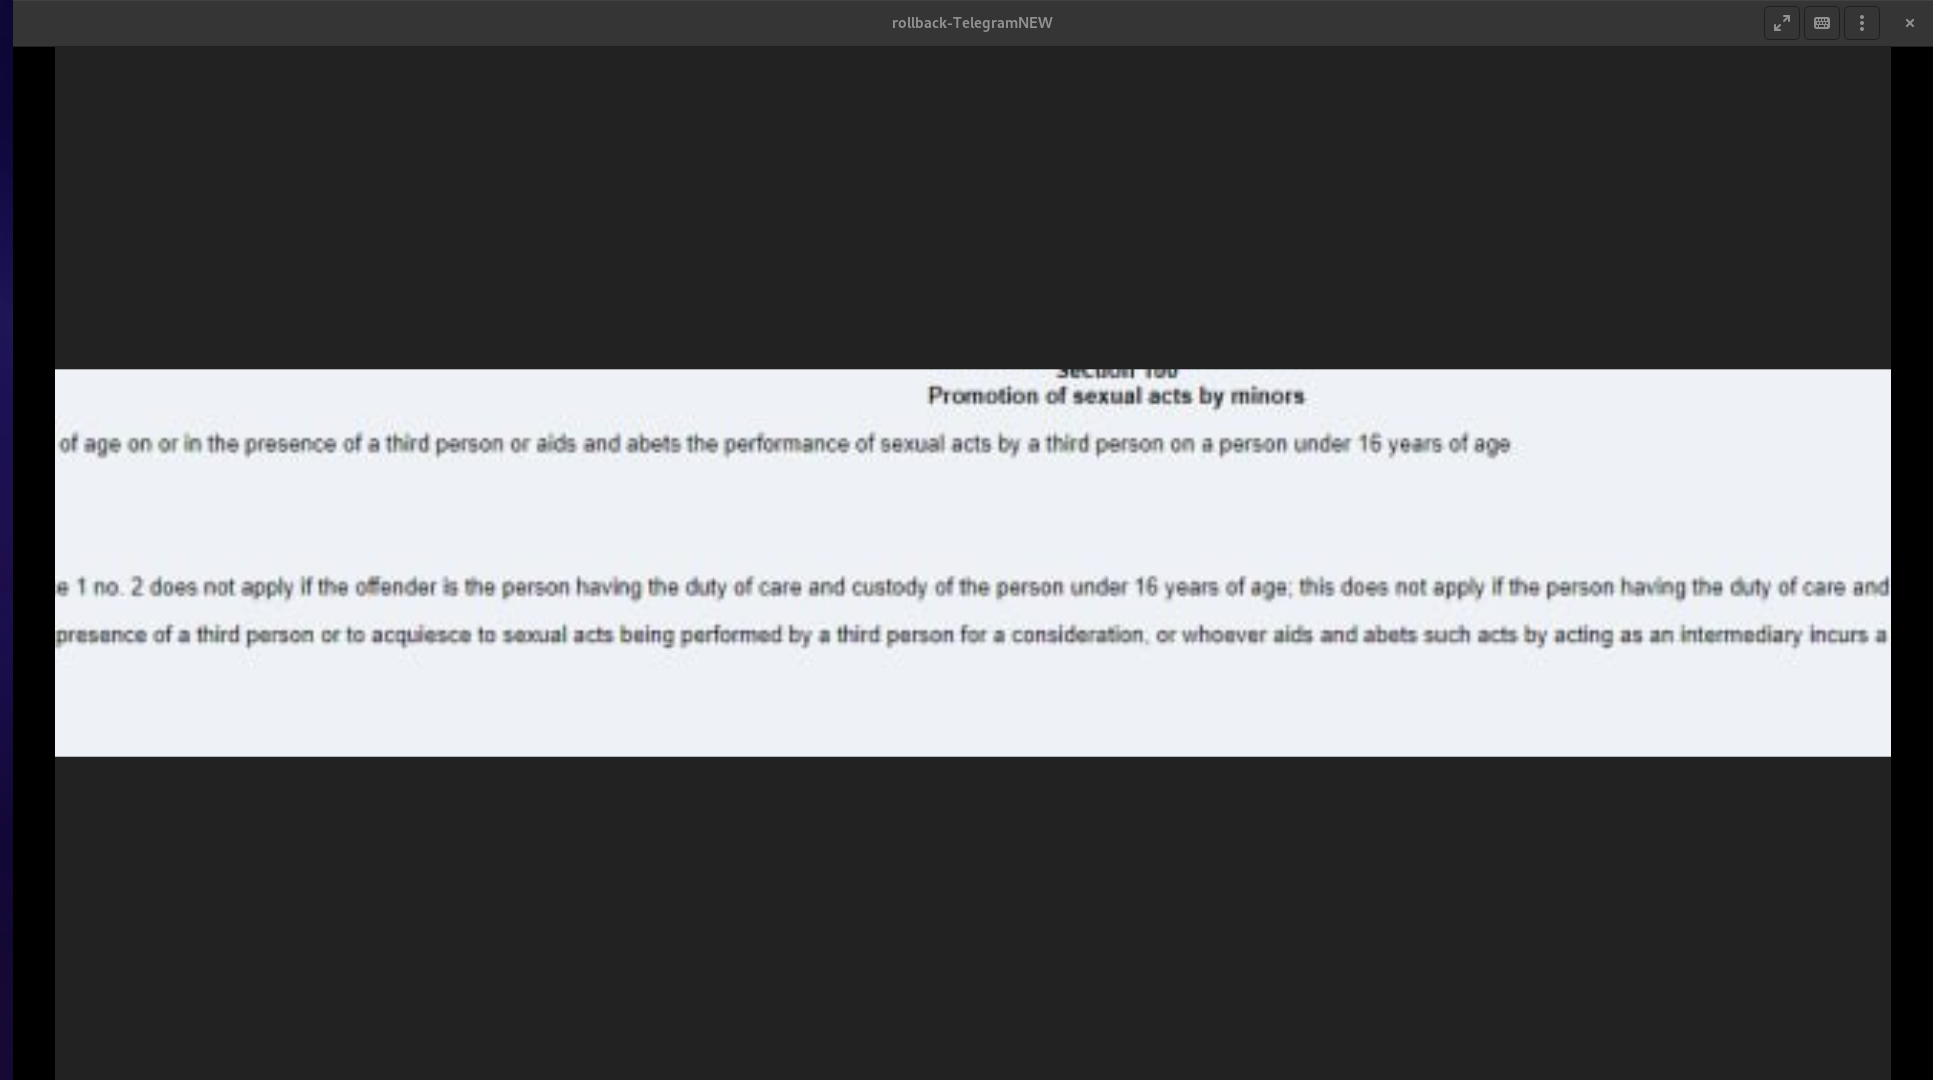 rollback-TelegramNEW
Section 180
Promotion of sexual acts by minors
of age on or in the presence of a third person or aids and abets the performance of sexual acts by a third person on a person under 16 years of age
e 1 no. 2 does not apply if the offender is the person having the duty of care and custody of the person under 16 years of age; this does not apply if the person having the duty of care and
presence of a third person or to acquiesce to sexual acts being performed by a third person for a consideration, or whoever aids and abets such acts by acting as an intermediary incurs a